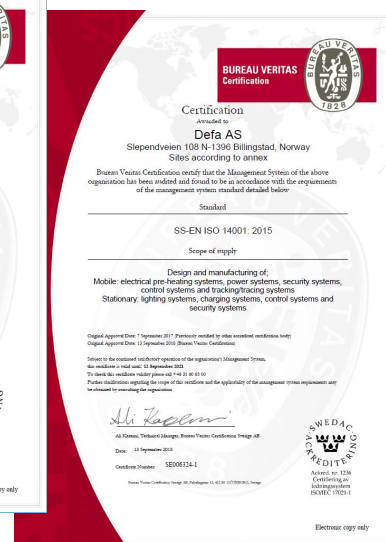 BUREAU VERITAS
Certification
BUREAU VERITAS
1828
Certification
Awarded to
Defa AS
Slependveien 108 N-1396 Billingstad, Norway
Sites according to annex
Bureau Veritas Certification certify that the Management System of the above
organisation has been audited and found to be in accordance with the requirements
of the management system standard detailed below
Standard
SS-EN ISO 14001: 2015
Scope of supply
Design and manufacturing of;
Mobile: electrical pre-heating systems, power systems, security systems,
control systems and tracking/tracing systems
Stationary: lighting systems, charging systems, control systems and
security systems
Original Approval Date: 7 September 2017 (Previously certified by other accredited certification body)
Original Approval Date: 13 September 2018 (Bureau Veritas Certification)
Subject to the continued satisfactory operation of the organisation's Management System,
this certificate is valid until: 12 September 2021
To check this certificate validity please call +46 31 60 65 00
Further clarifications regarding the scope of this certificate and the applicability of the management system requirements may
be obtained by consulting the organisation
Technical Manager, Bureau Veritas Certification Sverige AB
Date: 13 September 2018
Certificate Number: SE006324-1
Bureau Veritas Certification Sverige AB,
SWEDAC
ACKREDITERING
Ackred. nr. 1236
Certifiering av
ledningssystem
ISO/IEC 17021-1
Electronic copy only
py only